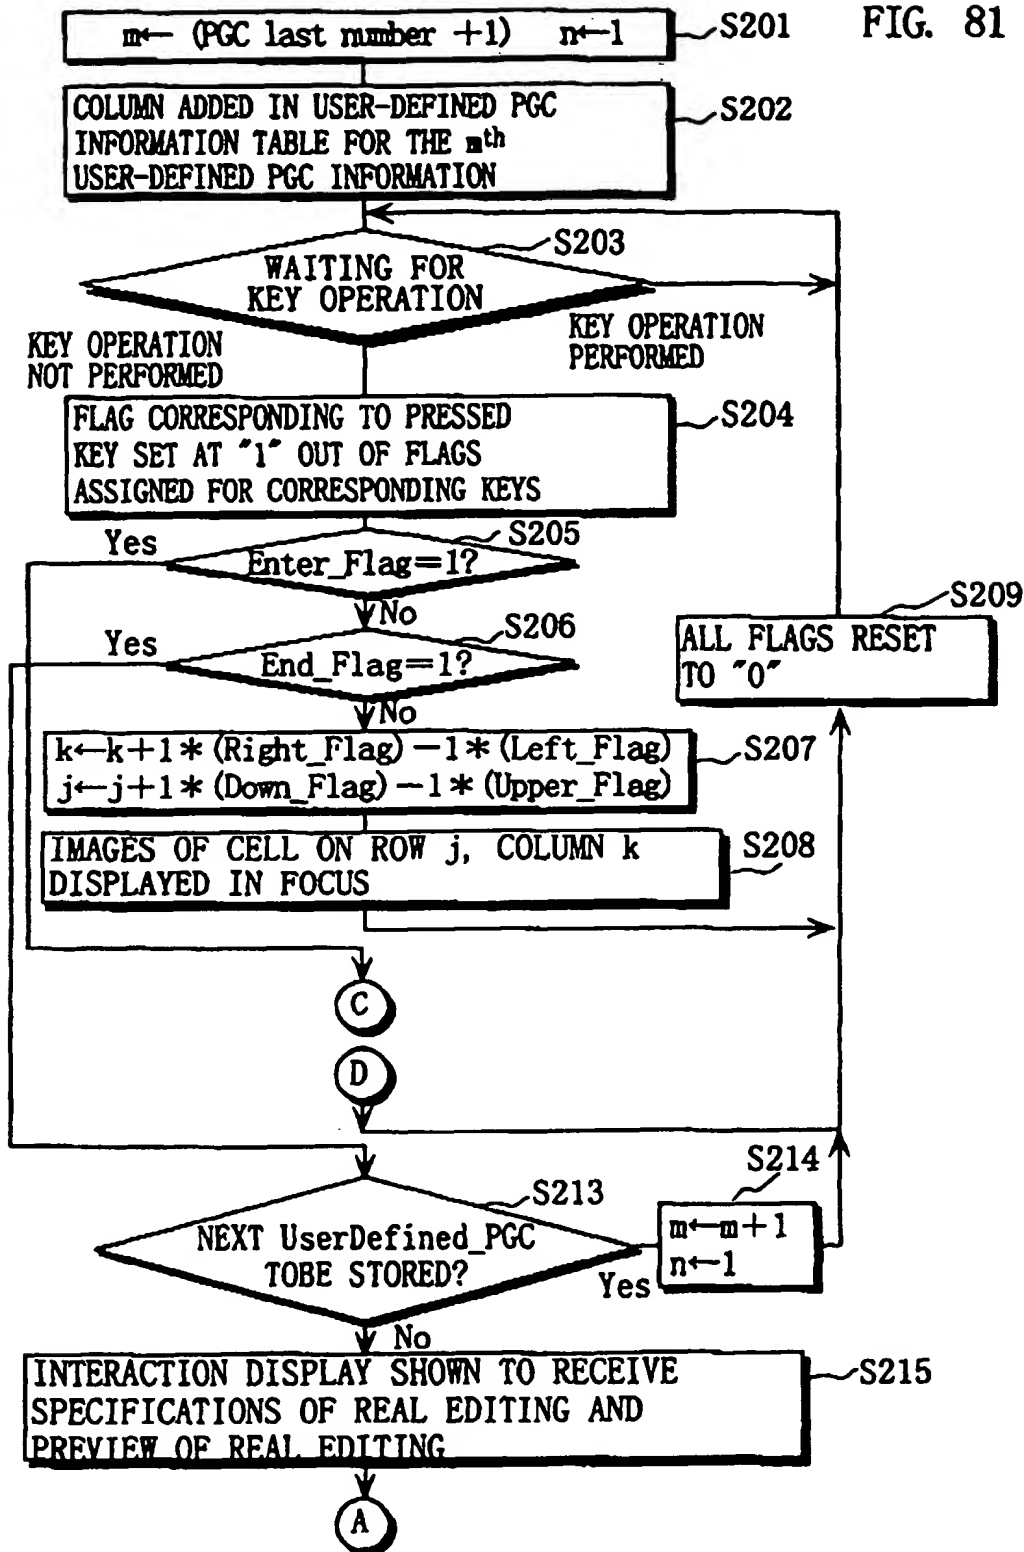 FIG. 81
m← (PGC last number +1) n←1
S201
COLUMN ADDED IN USER-DEFINED PGC
INFORMATION TABLE FOR THE mth
USER-DEFINED PGC INFORMATION
S202
S203
WAITING FOR
KEY OPERATION
KEY OPERATION
NOT PERFORMED
KEY OPERATION
PERFORMED
FLAG CORRESPONDING TO PRESSED
KEY SET AT "1" OUT OF FLAGS
ASSIGNED FOR CORRESPONDING KEYS
S204
Yes
S205
Enter_Flag=1?
No
Yes
S206
End_Flag=1?
No
S209
ALL FLAGS RESET
TO "0"
k←k+1*(Right_Flag)-1*(Left_Flag)
j←j+1*(Down_Flag)-1*(Upper_Flag)
S207
IMAGES OF CELL ON ROW j, COLUMN k
DISPLAYED IN FOCUS
S208
C
D
S213
NEXT UserDefined_PGC
TOBE STORED?
Yes
S214
m←m+1
n←1
No
INTERACTION DISPLAY SHOWN TO RECEIVE
SPECIFICATIONS OF REAL EDITING AND
PREVIEW OF REAL EDITING
S215
A